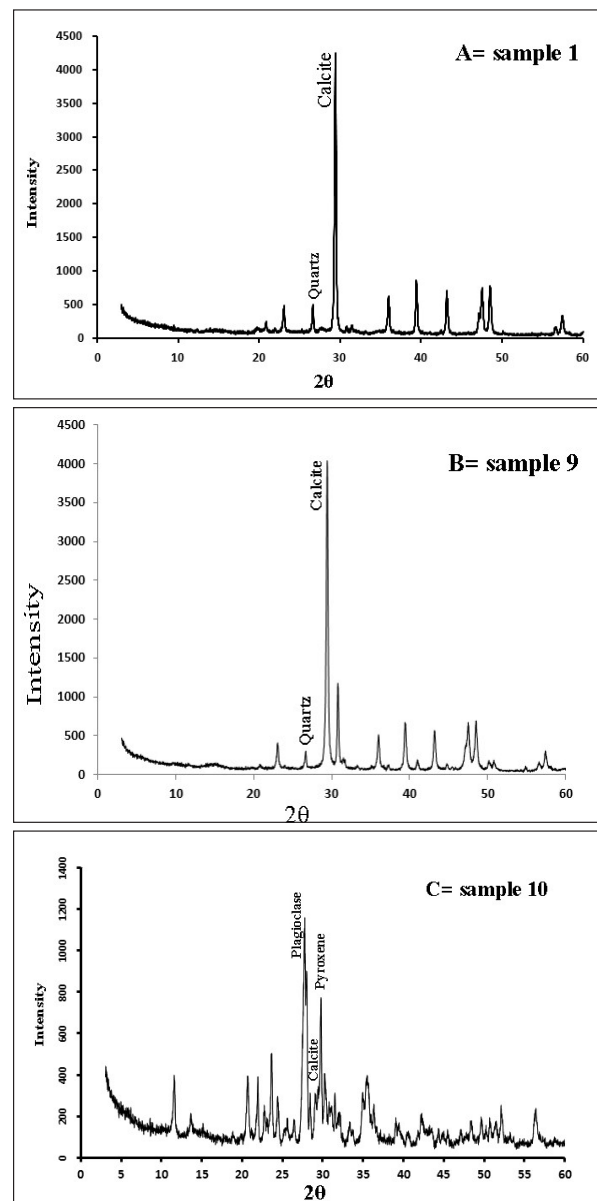 A= sample 1
4500
4000
3500
3000
2500
2000
1500
1000
500
0
Intensity
Calcite
Quartz
0 10 20 30 40 50 60
2θ
B= sample 9
4500
4000
3500
3000
2500
2000
1500
1000
500
0
Intensity
Calcite
Quartz
0 10 20 30 40 50 60
2θ
C= sample 10
1400
1200
1000
800
600
400
200
0
Intensity
Plagioclase
Calcite
Pyroxene
0 5 10 15 20 25 30 35 40 45 50 55 60
2θ